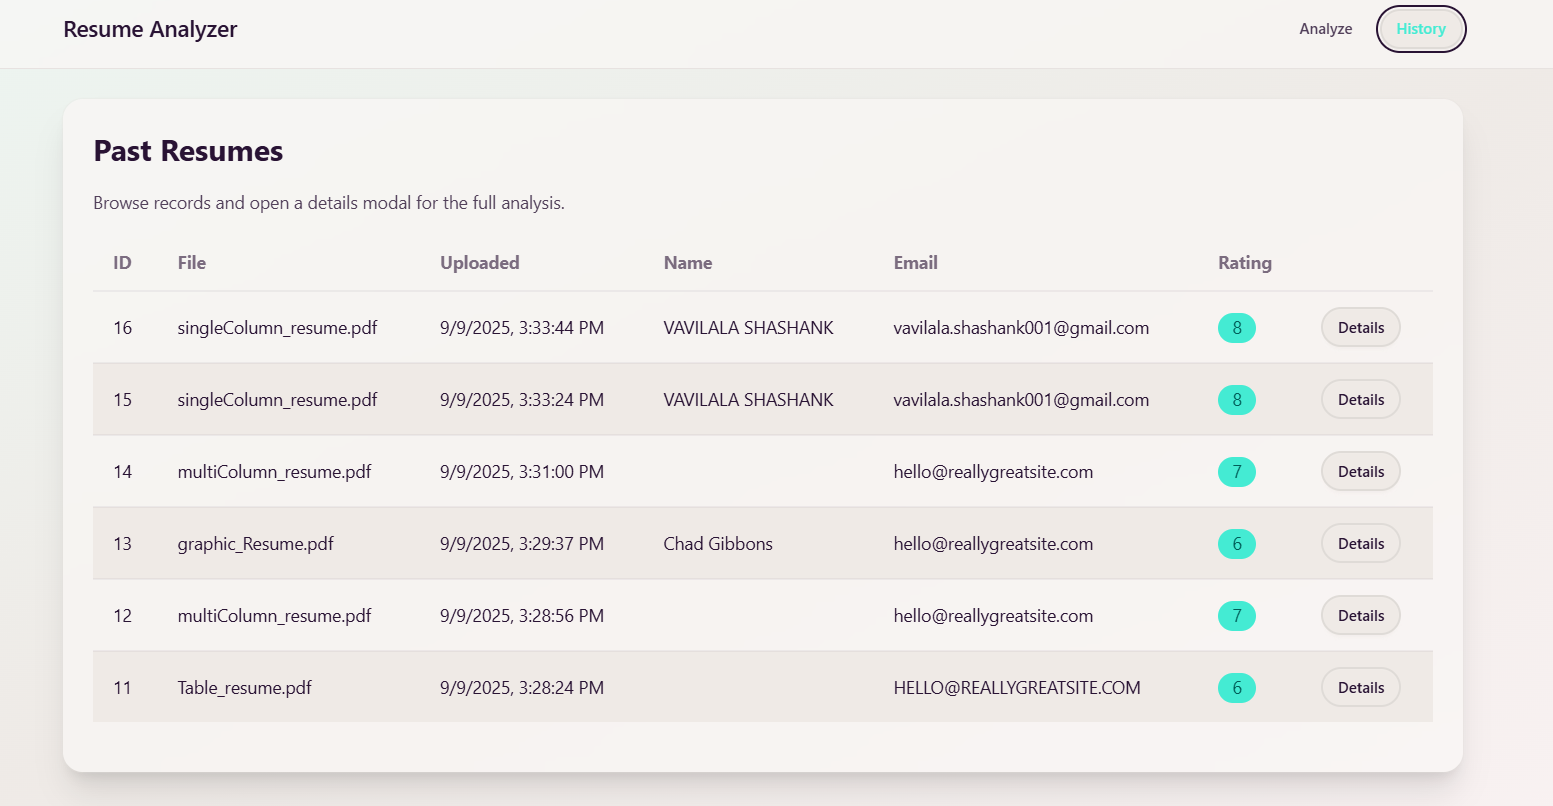 Resume Analyzer Analyze History
Past Resumes
Browse records and open a details modal for the full analysis.
ID File Uploaded Name Email Rating
16 singleColumn_resume.pdf 9/9/2025, 3:33:44 PM VAVILALA SHASHANK vavilala.shashank001@gmail.com 8 Details
15 singleColumn_resume.pdf 9/9/2025, 3:33:24 PM VAVILALA SHASHANK vavilala.shashank001@gmail.com 8 Details
14 multiColumn_resume.pdf 9/9/2025, 3:31:00 PM hello@reallygreatsite.com 7 Details
13 graphic_Resume.pdf 9/9/2025, 3:29:37 PM Chad Gibbons hello@reallygreatsite.com 6 Details
12 multiColumn_resume.pdf 9/9/2025, 3:28:56 PM hello@reallygreatsite.com 7 Details
11 Table_resume.pdf 9/9/2025, 3:28:24 PM HELLO@REALLYGREATSITE.COM 6 Details